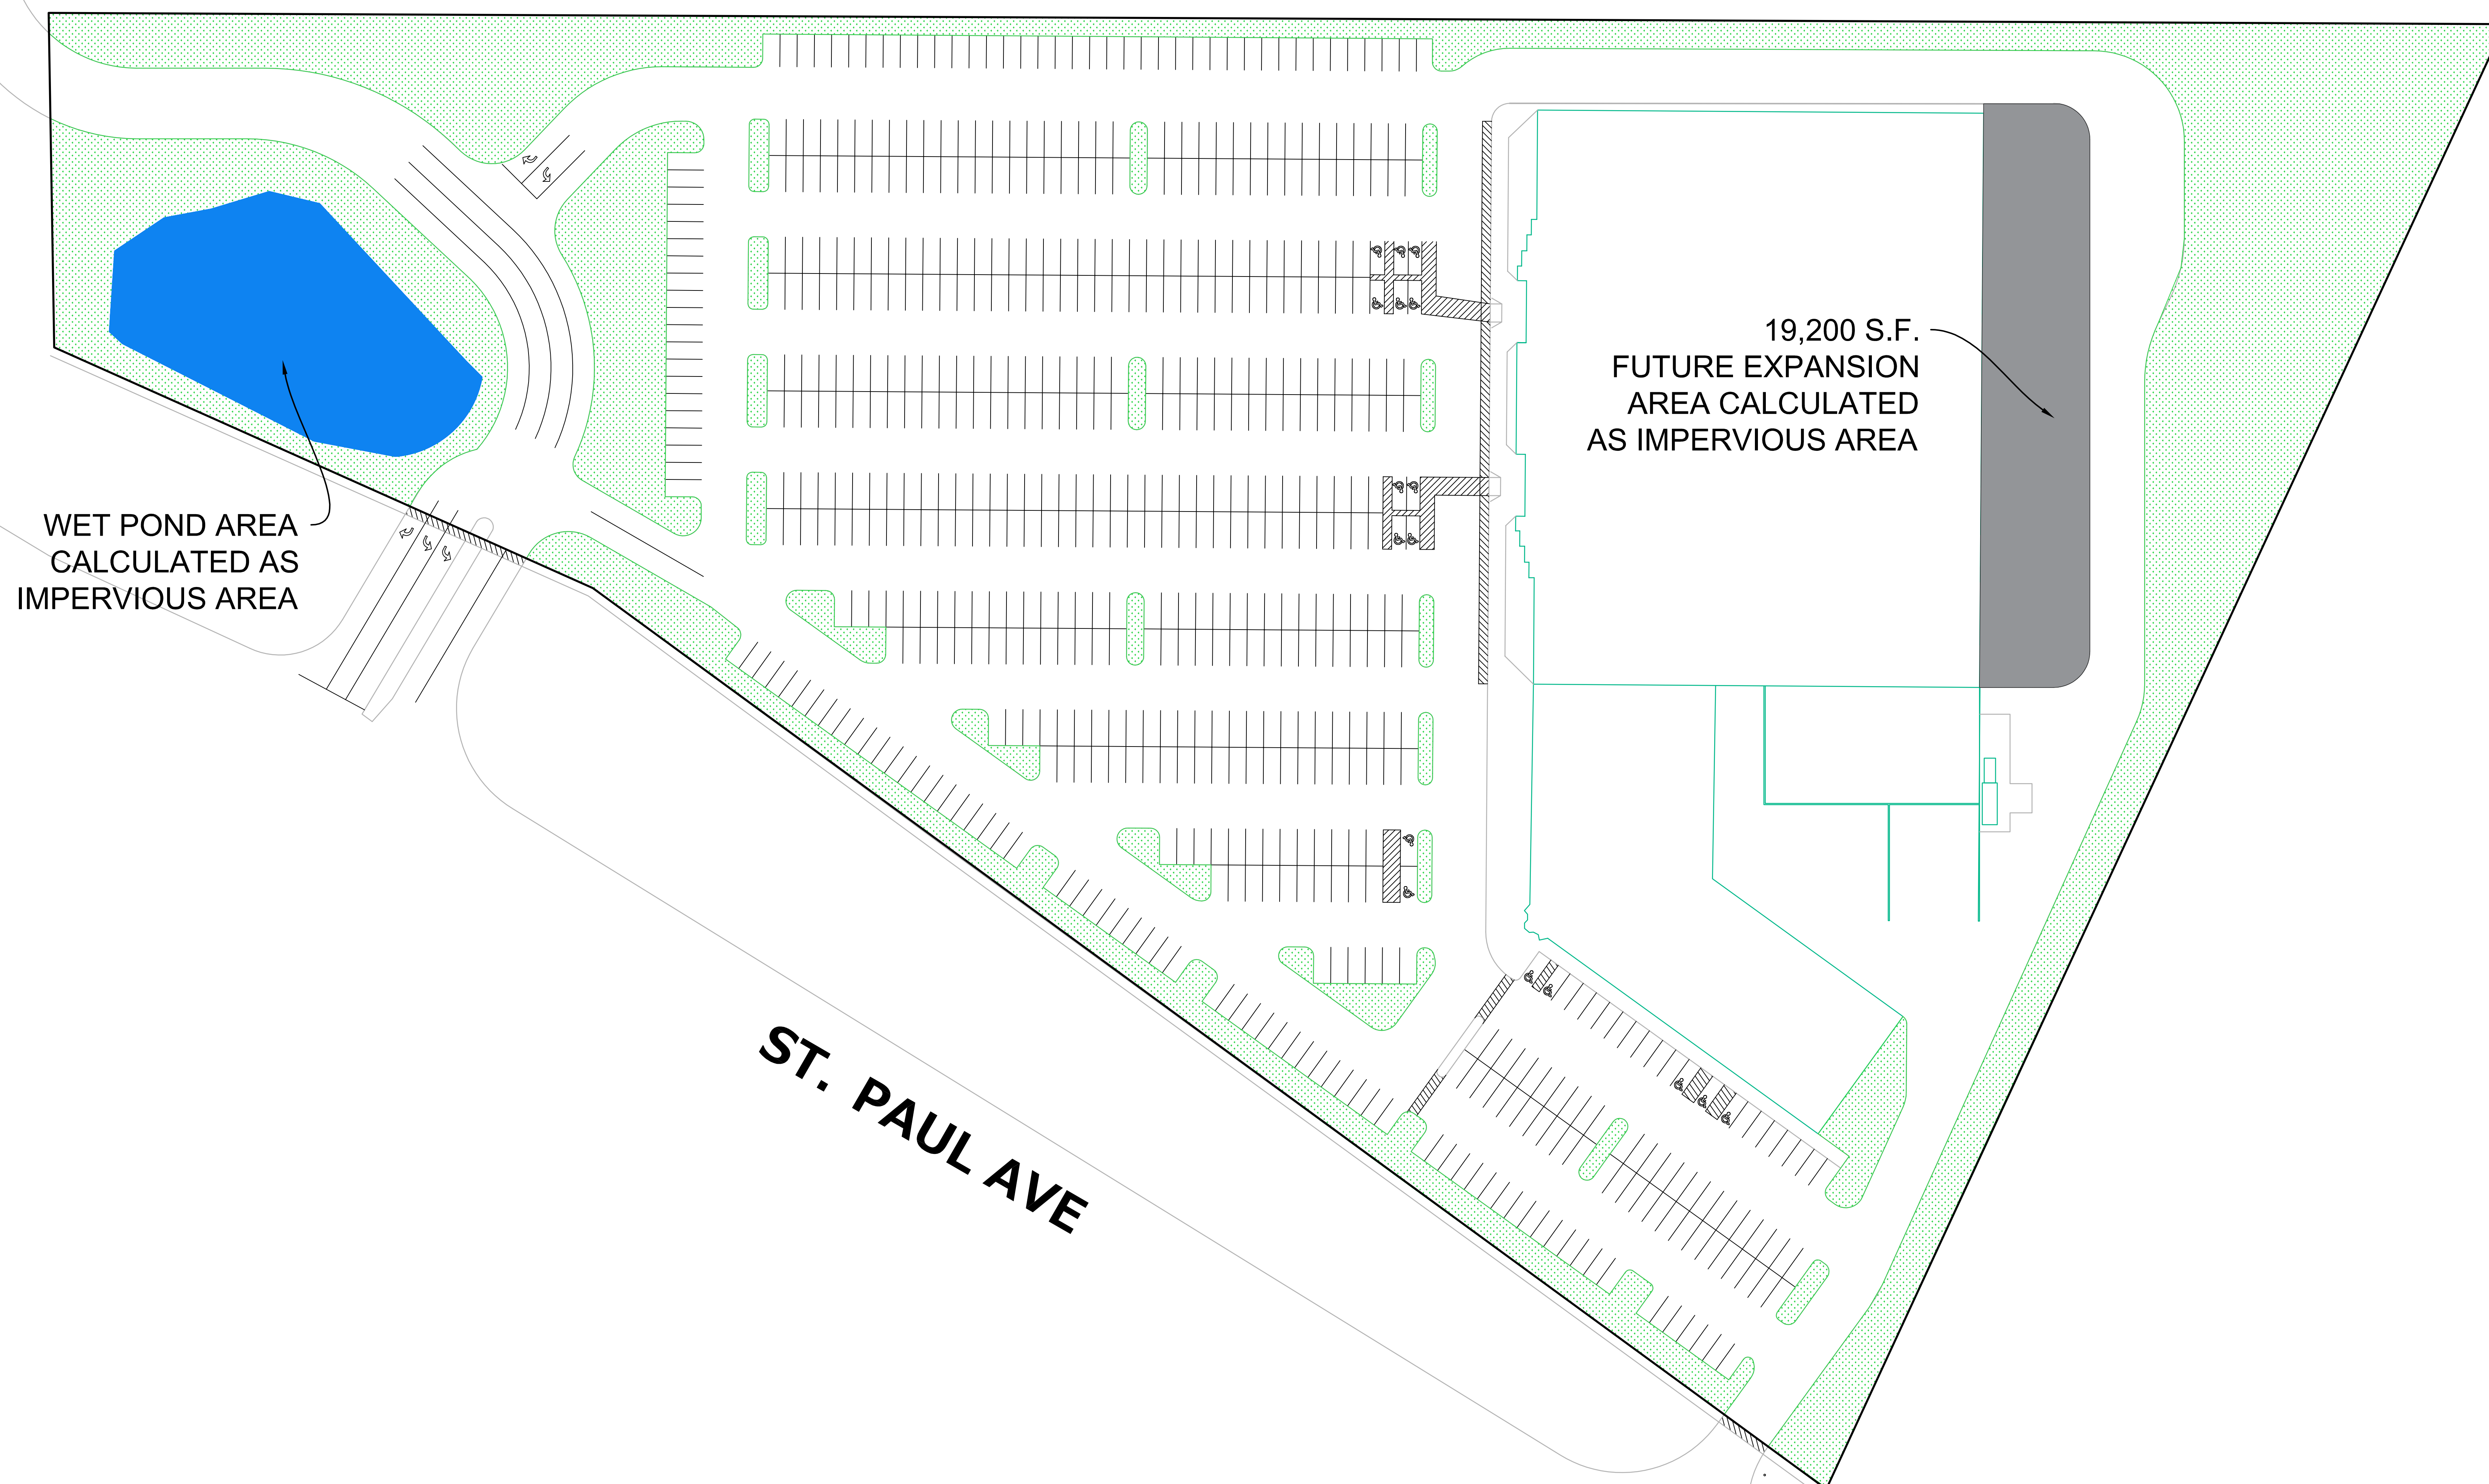 19,200 S.F.
FUTURE EXPANSION
AREA CALCULATED
AS IMPERVIOUS AREA
WET POND AREA
CALCULATED AS
IMPERVIOUS AREA
ST. PAUL AVE